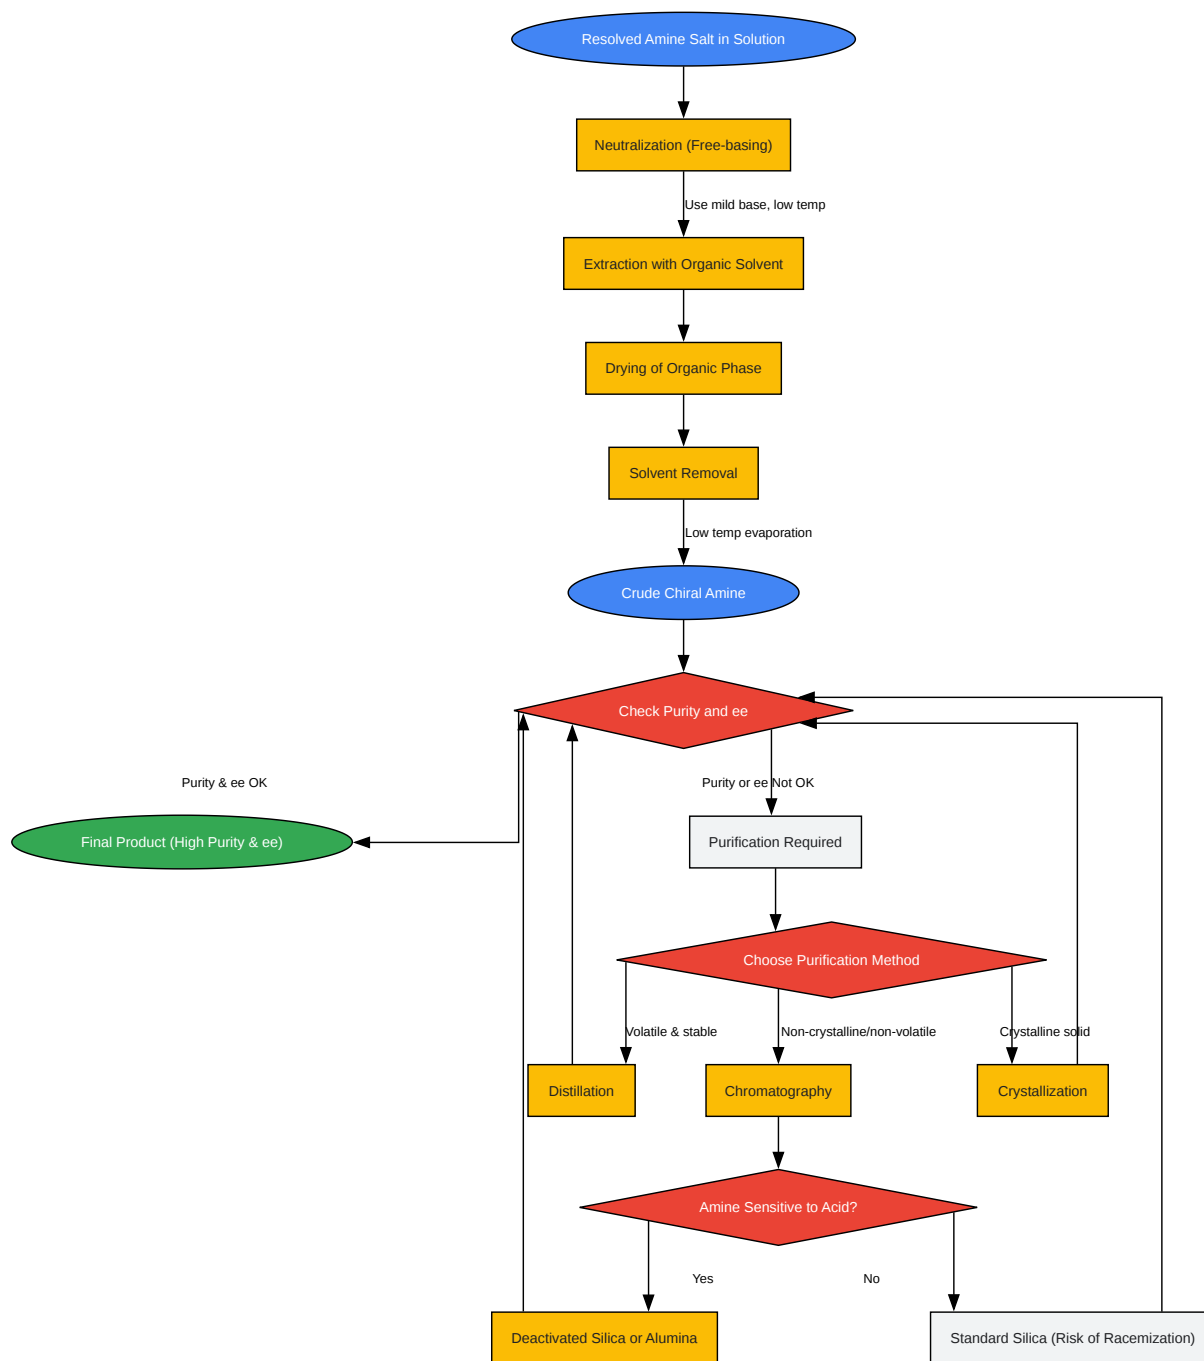 Resolved Amine Salt in Solution
Neutralization (Free-basing)
Use mild base, low temp
Extraction with Organic Solvent
Drying of Organic Phase
Solvent Removal
Low temp evaporation
Crude Chiral Amine
Check Purity and ee
Purity & ee OK
Purity or ee Not OK
Final Product (High Purity & ee)
Purification Required
Choose Purification Method
Volatile & stable
Non-crystalline/non-volatile
Crystalline solid
Distillation
Chromatography
Crystallization
Amine Sensitive to Acid?
Yes
No
Deactivated Silica or Alumina
Standard Silica (Risk of Racemization)